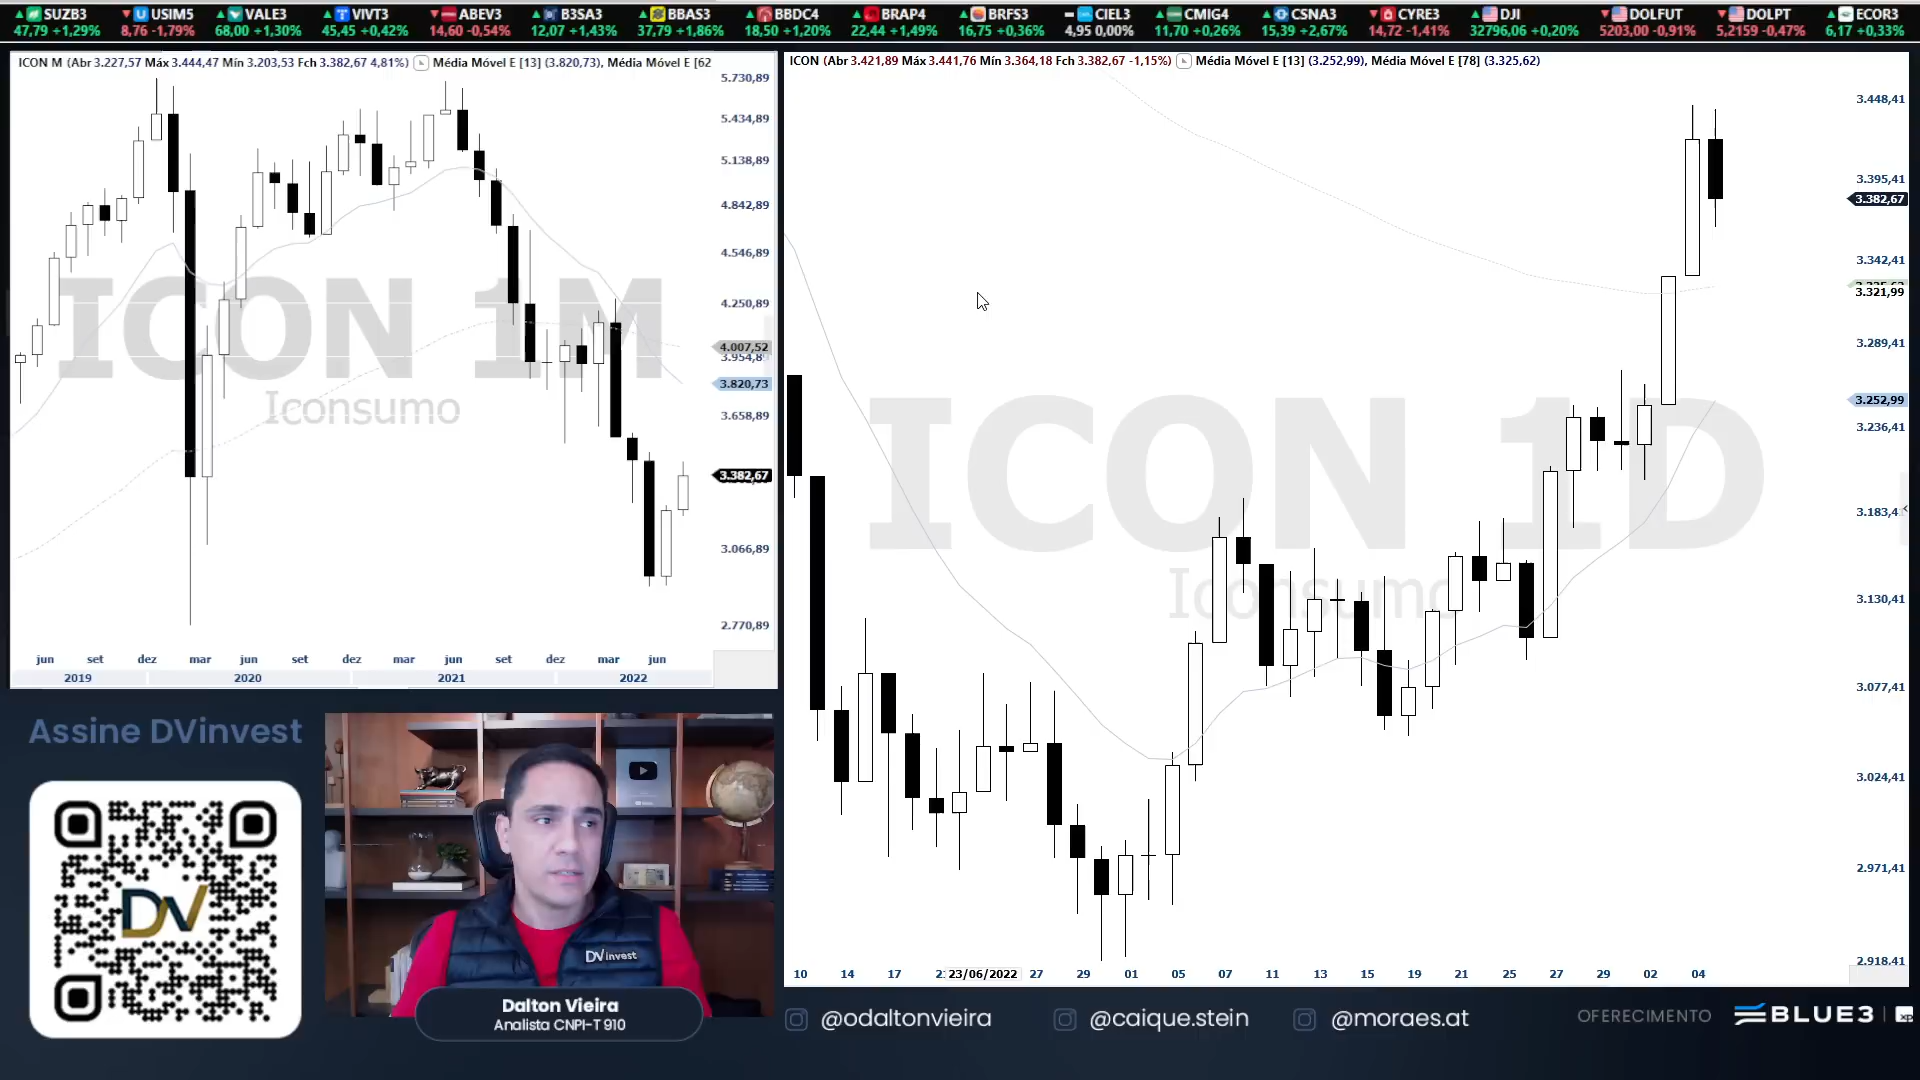 SUZB3 USIM5 VALE3 VIVT3 ABEV3 B3SA3 BBAS3 BBDC4 BRAP4 BRFS3 CIEL3 CMIG4 CSNA3 CYRE3 DJI DOLFUT DOLPT ECOR3
47,79 +1,29% 8,76 -1,79% 68,00 +1,30% 45,45 +0,42% 14,60 -0,54% 12,07 +1,43% 37,79 +1,86% 18,50 +1,20% 22,44 +1,49% 16,75 +0,36% 4,95 0,00% 11,70 +0,26% 15,39 +2,67% 14,72 -1,41% 32796,06 +0,20% 5203,00 -0,91% 5,2159 -0,47% 6,17 +0,33%
ICON M (Abr 3.227,57 Máx 3.444,47 Mín 3.203,53 Fch 3.382,67 4,81%) Média Móvel E [13] (3.820,73), Média Móvel E [62
5.730,89
5.434,89
5.138,89
4.842,89
4.546,89
4.250,89
4.007,52
3.954,8
3.820,73
3.658,89
3.382,67
3.066,89
2.770,89
ICON 1M
Iconsumo
jun set dez mar jun set dez mar jun set dez mar jun
2019 2020 2021 2022
ICON (Abr 3.421,89 Máx 3.441,76 Mín 3.364,18 Fch 3.382,67 -1,15%) Média Móvel E [13] (3.252,99), Média Móvel E [78] (3.325,62)
3.448,41
3.395,41
3.382,67
3.342,41
3.321,99
3.289,41
3.252,99
3.236,41
3.183,4
3.130,41
3.077,41
3.024,41
2.971,41
2.918,41
ICON 1D
Iconsumo
10 14 17 2 23/06/2022 27 29 01 05 07 11 13 15 19 21 25 27 29 02 04
Assine DVinvest
DV
DVinvest
Dalton Vieira
Analista CNPI-T 910
@odaltonvieira @caique.stein @moraes.at
OFERECIMENTO BLUE3 xp